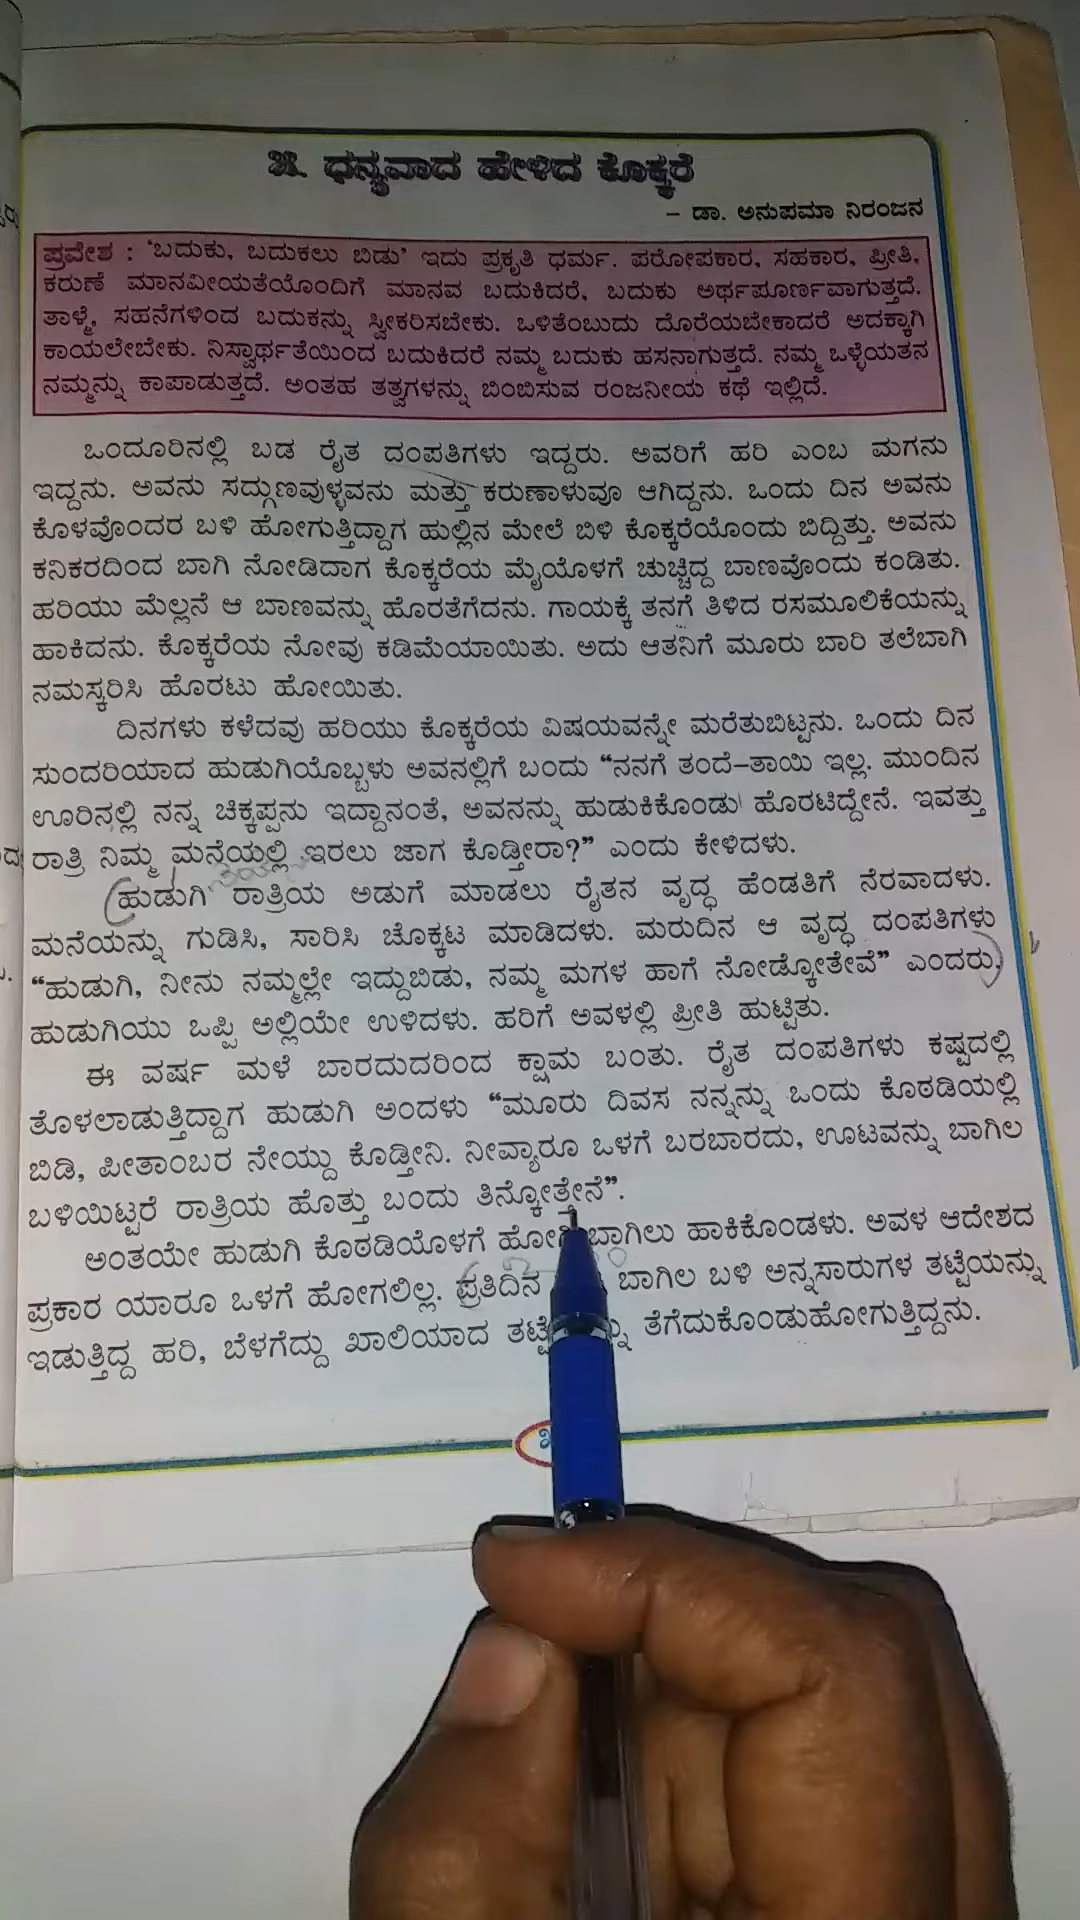 ೫. ಧನ್ಯವಾದ ಹೇಳಿದ ಕೊಕ್ಕರೆ
– ಡಾ. ಅನುಪಮಾ ನಿರಂಜನ
ಪ್ರವೇಶ : 'ಬದುಕು, ಬದುಕಲು ಬಿಡು' ಇದು ಪ್ರಕೃತಿ ಧರ್ಮ. ಪರೋಪಕಾರ, ಸಹಕಾರ, ಪ್ರೀತಿ,
ಕರುಣೆ ಮಾನವೀಯತೆಯೊಂದಿಗೆ ಮಾನವ ಬದುಕಿದರೆ, ಬದುಕು ಅರ್ಥಪೂರ್ಣವಾಗುತ್ತದೆ.
ತಾಳ್ಮೆ, ಸಹನೆಗಳಿಂದ ಬದುಕನ್ನು ಸ್ವೀಕರಿಸಬೇಕು. ಒಳಿತೆಂಬುದು ದೊರೆಯಬೇಕಾದರೆ ಅದಕ್ಕಾಗಿ
ಕಾಯಲೇಬೇಕು. ನಿಸ್ವಾರ್ಥತೆಯಿಂದ ಬದುಕಿದರೆ ನಮ್ಮ ಬದುಕು ಹಸನಾಗುತ್ತದೆ. ನಮ್ಮ ಒಳ್ಳೆಯತನ
ನಮ್ಮನ್ನು ಕಾಪಾಡುತ್ತದೆ. ಅಂತಹ ತತ್ವಗಳನ್ನು ಬಿಂಬಿಸುವ ರಂಜನೀಯ ಕಥೆ ಇಲ್ಲಿದೆ.
ಒಂದೂರಿನಲ್ಲಿ ಬಡ ರೈತ ದಂಪತಿಗಳು ಇದ್ದರು. ಅವರಿಗೆ ಹರಿ ಎಂಬ ಮಗನು
ಇದ್ದನು. ಅವನು ಸದ್ಗುಣವುಳ್ಳವನು ಮತ್ತು ಕರುಣಾಳುವೂ ಆಗಿದ್ದನು. ಒಂದು ದಿನ ಅವನು
ಕೊಳವೊಂದರ ಬಳಿ ಹೋಗುತ್ತಿದ್ದಾಗ ಹುಲ್ಲಿನ ಮೇಲೆ ಬಿಳಿ ಕೊಕ್ಕರೆಯೊಂದು ಬಿದ್ದಿತ್ತು. ಅವನು
ಕನಿಕರದಿಂದ ಬಾಗಿ ನೋಡಿದಾಗ ಕೊಕ್ಕರೆಯ ಮೈಯೊಳಗೆ ಚುಚ್ಚಿದ್ದ ಬಾಣವೊಂದು ಕಂಡಿತು.
ಹರಿಯು ಮೆಲ್ಲನೆ ಆ ಬಾಣವನ್ನು ಹೊರತೆಗೆದನು. ಗಾಯಕ್ಕೆ ತನಗೆ ತಿಳಿದ ರಸಮೂಲಿಕೆಯನ್ನು
ಹಾಕಿದನು. ಕೊಕ್ಕರೆಯ ನೋವು ಕಡಿಮೆಯಾಯಿತು. ಅದು ಆತನಿಗೆ ಮೂರು ಬಾರಿ ತಲೆಬಾಗಿ
ನಮಸ್ಕರಿಸಿ ಹೊರಟು ಹೋಯಿತು.
ದಿನಗಳು ಕಳೆದವು ಹರಿಯು ಕೊಕ್ಕರೆಯ ವಿಷಯವನ್ನೇ ಮರೆತುಬಿಟ್ಟನು. ಒಂದು ದಿನ
ಸುಂದರಿಯಾದ ಹುಡುಗಿಯೊಬ್ಬಳು ಅವನಲ್ಲಿಗೆ ಬಂದು "ನನಗೆ ತಂದೆ–ತಾಯಿ ಇಲ್ಲ. ಮುಂದಿನ
ಊರಿನಲ್ಲಿ ನನ್ನ ಚಿಕ್ಕಪ್ಪನು ಇದ್ದಾನಂತೆ, ಅವನನ್ನು ಹುಡುಕಿಕೊಂಡು ಹೊರಟಿದ್ದೇನೆ. ಇವತ್ತು
ರಾತ್ರಿ ನಿಮ್ಮ ಮನೆಯಲ್ಲಿ ಇರಲು ಜಾಗ ಕೊಡ್ತೀರಾ?" ಎಂದು ಕೇಳಿದಳು.
ಹುಡುಗಿ ರಾತ್ರಿಯ ಅಡುಗೆ ಮಾಡಲು ರೈತನ ವೃದ್ಧ ಹೆಂಡತಿಗೆ ನೆರವಾದಳು.
ಮನೆಯನ್ನು ಗುಡಿಸಿ, ಸಾರಿಸಿ ಚೊಕ್ಕಟ ಮಾಡಿದಳು. ಮರುದಿನ ಆ ವೃದ್ಧ ದಂಪತಿಗಳು
"ಹುಡುಗಿ, ನೀನು ನಮ್ಮಲ್ಲೇ ಇದ್ದುಬಿಡು, ನಮ್ಮ ಮಗಳ ಹಾಗೆ ನೋಡ್ಕೋತೇವೆ" ಎಂದರು,
ಹುಡುಗಿಯು ಒಪ್ಪಿ ಅಲ್ಲಿಯೇ ಉಳಿದಳು. ಹರಿಗೆ ಅವಳಲ್ಲಿ ಪ್ರೀತಿ ಹುಟ್ಟಿತು.
ಈ ವರ್ಷ ಮಳೆ ಬಾರದುದರಿಂದ ಕ್ಷಾಮ ಬಂತು. ರೈತ ದಂಪತಿಗಳು ಕಷ್ಟದಲ್ಲಿ
ತೊಳಲಾಡುತ್ತಿದ್ದಾಗ ಹುಡುಗಿ ಅಂದಳು "ಮೂರು ದಿವಸ ನನ್ನನ್ನು ಒಂದು ಕೊಠಡಿಯಲ್ಲಿ
ಬಿಡಿ, ಪೀತಾಂಬರ ನೇಯ್ದು ಕೊಡ್ತೀನಿ. ನೀವ್ಯಾರೂ ಒಳಗೆ ಬರಬಾರದು, ಊಟವನ್ನು ಬಾಗಿಲ
ಬಳಿಯಿಟ್ಟರೆ ರಾತ್ರಿಯ ಹೊತ್ತು ಬಂದು ತಿನ್ಕೋತ್ತೇನೆ".
ಅಂತಯೇ ಹುಡುಗಿ ಕೊಠಡಿಯೊಳಗೆ ಬಾಗಿಲು ಹಾಕಿಕೊಂಡಳು. ಅವಳ ಆದೇಶದ
ಪ್ರಕಾರ ಯಾರೂ ಒಳಗೆ ಹೋಗಲಿಲ್ಲ. ಪ್ರತಿದಿನ ಬಾಗಿಲ ಬಳಿ ಅನ್ನಸಾರುಗಳ ತಟ್ಟೆಯನ್ನು
ಇಡುತ್ತಿದ್ದ ಹರಿ, ಬೆಳಗೆದ್ದು ಖಾಲಿಯಾದ ತೆಗೆದುಕೊಂಡುಹೋಗುತ್ತಿದ್ದನು.